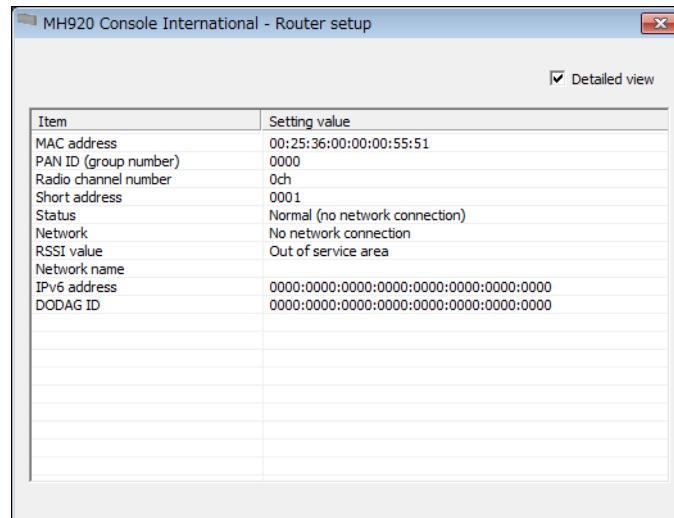 MH920 Console International - Router setup
Detailed view
Item Setting value
MAC address 00:25:36:00:00:00:55:51
PAN ID (group number) 0000
Radio channel number 0ch
Short address 0001
Status Normal (no network connection)
Network No network connection
RSSI value Out of service area
Network name
IPv6 address 0000:0000:0000:0000:0000:0000:0000:0000
DODAG ID 0000:0000:0000:0000:0000:0000:0000:0000